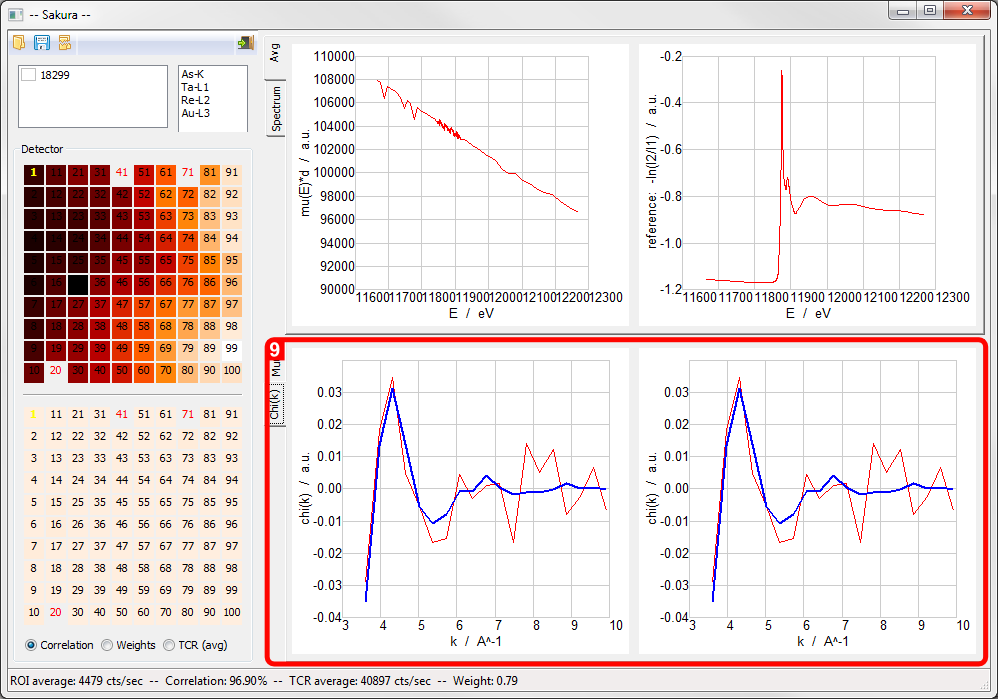 -- Sakura --
18299
As-K
Ta-L1
Re-L2
Au-L3
Detector
1 11 21 31 41 51 61 71 81 91
2 12 22 32 42 52 62 72 82 92
3 13 23 33 43 53 63 73 83 93
4 14 24 34 44 54 64 74 84 94
5 15 25 35 45 55 65 75 85 95
6 16 36 46 56 66 76 86 96
7 17 27 37 47 57 67 77 87 97
8 18 28 38 48 58 68 78 88 98
9 19 29 39 49 59 69 79 89 99
10 20 30 40 50 60 70 80 90 100
1 11 21 31 41 51 61 71 81 91
2 12 22 32 42 52 62 72 82 92
3 13 23 33 43 53 63 73 83 93
4 14 24 34 44 54 64 74 84 94
5 15 25 35 45 55 65 75 85 95
6 16 26 36 46 56 66 76 86 96
7 17 27 37 47 57 67 77 87 97
8 18 28 38 48 58 68 78 88 98
9 19 29 39 49 59 69 79 89 99
10 20 30 40 50 60 70 80 90 100
Correlation Weights TCR (avg)
Avg
Spectrum
mu(E)*d / a.u.
110000
108000
106000
104000
102000
100000
98000
96000
94000
92000
90000
11600 11700 11800 11900 12000 12100 12200 12300
E / eV
reference: -ln(I2/I1) / a.u.
-0.2
-0.4
-0.6
-0.8
-1.0
-1.2
11600 11700 11800 11900 12000 12100 12200 12300
E / eV
9
Mu
Chi(k)
chi(k) / a.u.
0.03
0.02
0.01
0.00
-0.01
-0.02
-0.03
-0.04
3 4 5 6 7 8 9 10
k / A^-1
chi(k) / a.u.
0.03
0.02
0.01
0.00
-0.01
-0.02
-0.03
-0.04
3 4 5 6 7 8 9 10
k / A^-1
ROI average: 4479 cts/sec -- Correlation: 96.90% -- TCR average: 40897 cts/sec -- Weight: 0.79